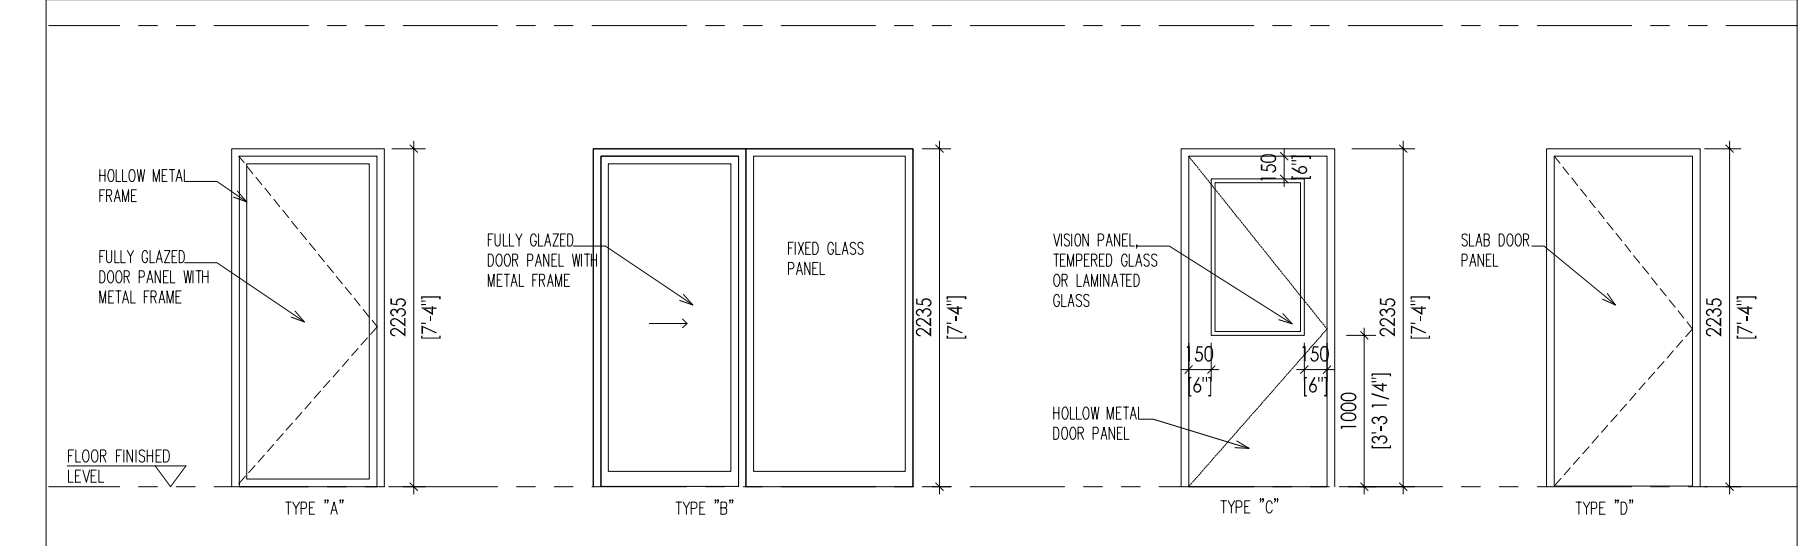 HOLLOW METAL
FRAME
FULLY GLAZED
DOOR PANEL WITH
METAL FRAME
2235
[7'-4"]
FLOOR FINISHED
LEVEL
TYPE "A"
FULLY GLAZED
DOOR PANEL WITH
METAL FRAME
FIXED GLASS
PANEL
2235
[7'-4"]
TYPE "B"
150
[6"]
VISION PANEL,
TEMPERED GLASS
OR LAMINATED
GLASS
150
[6"]
150
[6"]
HOLLOW METAL
DOOR PANEL
1000
[3'-3 1/4"]
2235
[7'-4"]
TYPE "C"
SLAB DOOR
PANEL
2235
[7'-4"]
TYPE "D"